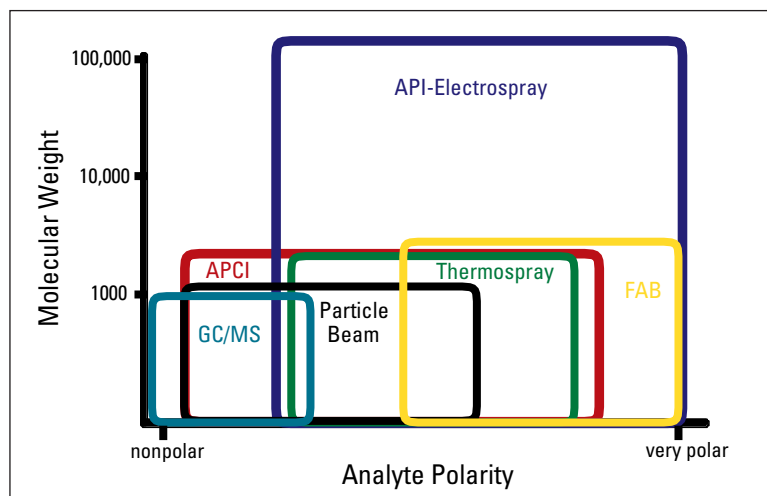 100,000
API-Electrospray
10,000
Molecular Weight
APCI
Thermospray
1000
FAB
Particle
Beam
GC/MS
nonpolar
very polar
Analyte Polarity